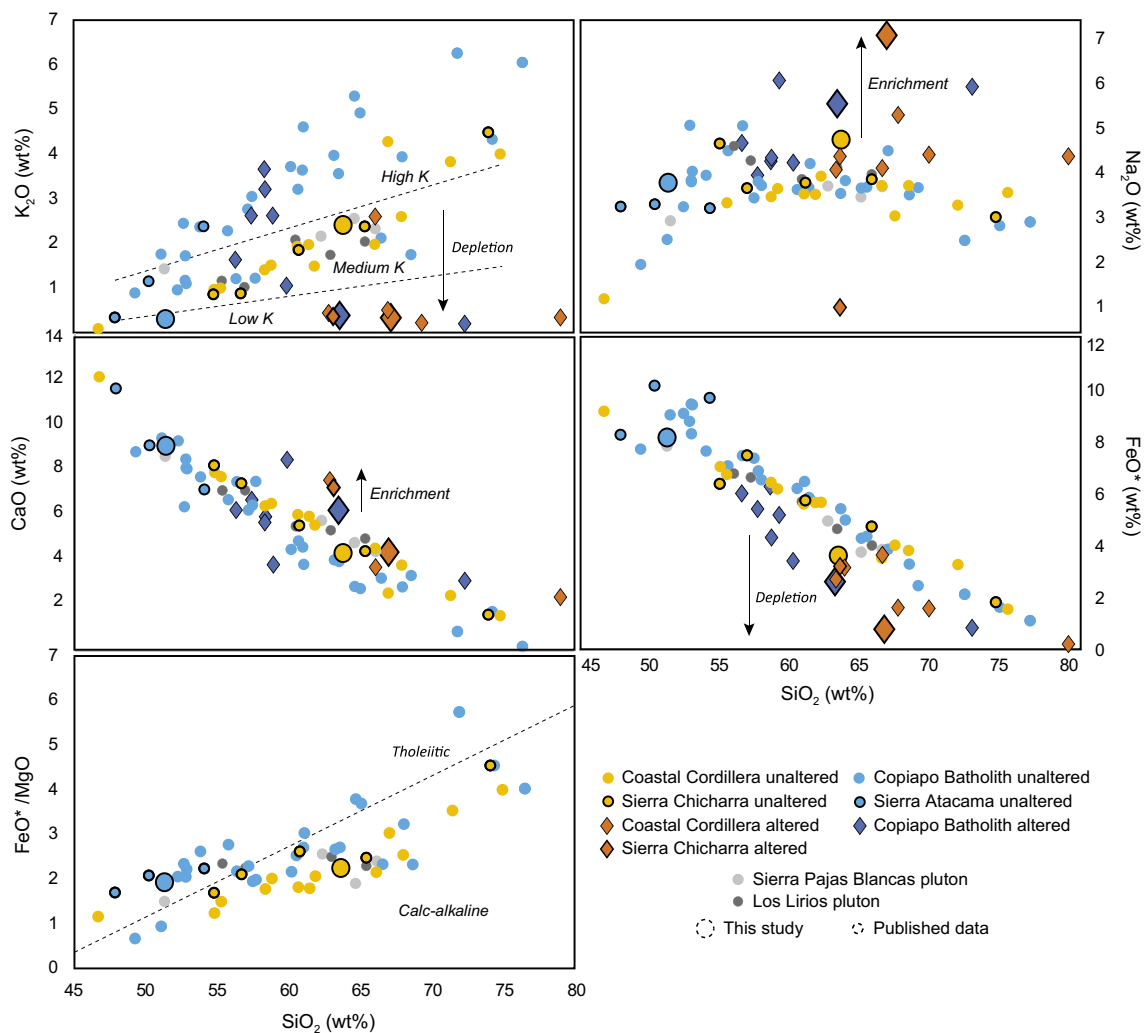 7
6
5
4
3
2
1
K₂O (wt%)
High K
Depletion
Medium K
Low K
7
6
5
4
3
2
1
Na₂O (wt%)
Enrichment
14
12
10
8
6
4
2
CaO (wt%)
Enrichment
12
10
8
6
4
2
0
FeO* (wt%)
Depletion
45 51 55 60 65 70 75 80
SiO₂ (wt%)
7
6
5
4
3
2
1
0
FeO* /MgO
Tholeiitic
Calc-alkaline
45 50 55 60 65 70 75 80
SiO₂ (wt%)
Coastal Cordillera unaltered
Copiapo Batholith unaltered
Sierra Chicharra unaltered
Sierra Atacama unaltered
Coastal Cordillera altered
Copiapo Batholith altered
Sierra Chicharra altered
Sierra Pajas Blancas pluton
Los Lirios pluton
This study
Published data